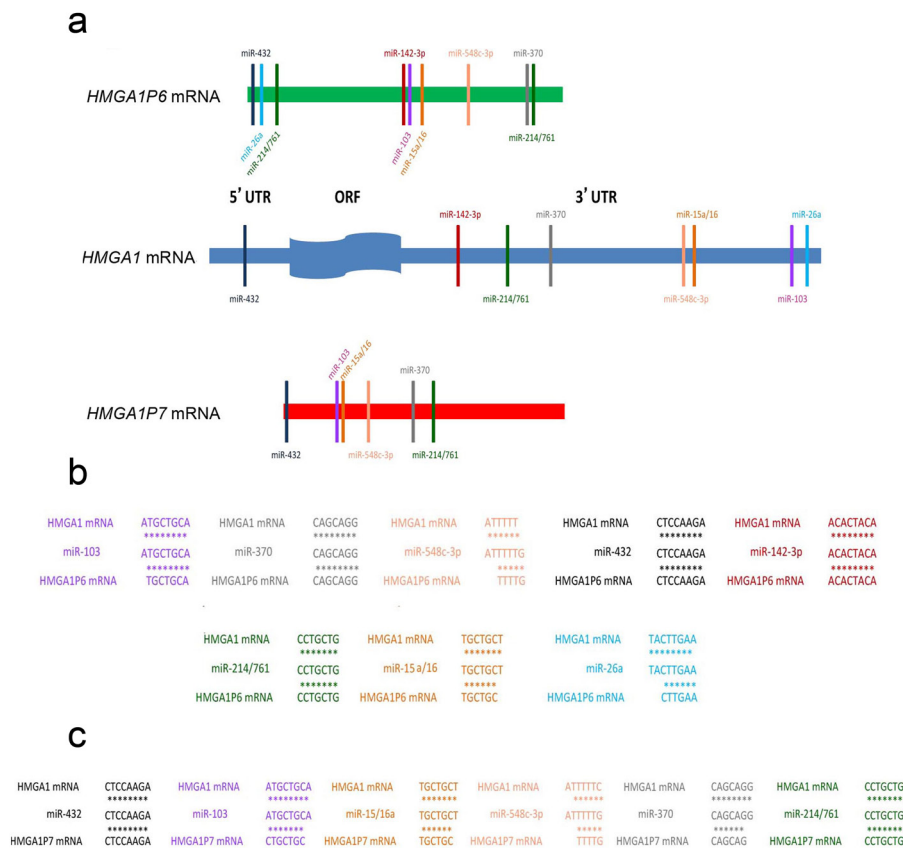 a
miR-432 miR-142-3p miR-548c-3p miR-370
HMGA1P6 mRNA
miR-26a miR-214/761 miR-103 miR-15a/16 miR-214/761
5' UTR ORF 3' UTR
miR-142-3p miR-370 miR-15a/16 miR-26a
HMGA1 mRNA
miR-432 miR-214/761 miR-548c-3p miR-103
miR-103 miR-15a/16 miR-370
HMGA1P7 mRNA
miR-432 miR-548c-3p miR-214/761
b
HMGA1 mRNA ATGCTGCA HMGA1 mRNA CAGCAGG HMGA1 mRNA ATTTTT HMGA1 mRNA CTCCAAGA HMGA1 mRNA ACACTACA
******** ******** ****** ******** ********
miR-103 ATGCTGCA miR-370 CAGCAGG miR-548c-3p ATTTTTG miR-432 CTCCAAGA miR-142-3p ACACTACA
******** ******** ***** ******** ********
HMGA1P6 mRNA TGCTGCA HMGA1P6 mRNA CAGCAGG HMGA1P6 mRNA TTTTG HMGA1P6 mRNA CTCCAAGA HMGA1P6 mRNA ACACTACA
HMGA1 mRNA CCTGCTG HMGA1 mRNA TGCTGCT HMGA1 mRNA TACTTGAA
******* ******* ********
miR-214/761 CCTGCTG miR-15a/16 TGCTGCT miR-26a TACTTGAA
******* ****** ******
HMGA1P6 mRNA CCTGCTG HMGA1P6 mRNA TGCTGC HMGA1P6 mRNA CTTGAA
c
HMGA1 mRNA CTCCAAGA HMGA1 mRNA ATGCTGCA HMGA1 mRNA TGCTGCT HMGA1 mRNA ATTTTTC HMGA1 mRNA CAGCAGG HMGA1 mRNA CCTGCTG
******** ******** ******* ****** ******** *******
miR-432 CTCCAAGA miR-103 ATGCTGCA miR-15/16a TGCTGCT miR-548c-3p ATTTTTG miR-370 CAGCAGG miR-214/761 CCTGCTG
******** ******* ****** ***** ****** *******
HMGA1P7 mRNA CTCCAAGA HMGA1P7 mRNA CTGCTGC HMGA1P7 mRNA TGCTGC HMGA1P7 mRNA TTTTG HMGA1P7 mRNA CAGCAG HMGA1P7 mRNA CCTGCTG